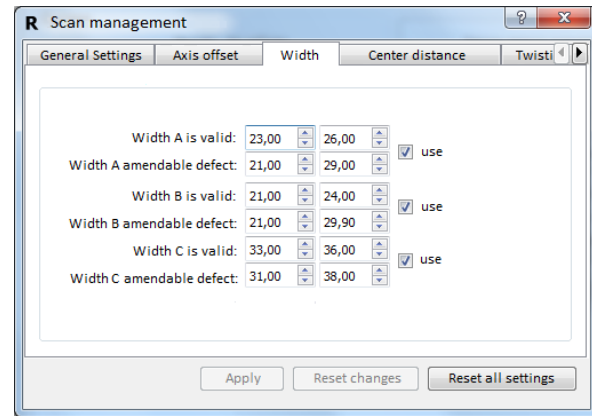 R Scan management
General Settings Axis offset Width Center distance Twisti
Width A is valid: 23,00 26,00
use
Width A amendable defect: 21,00 29,00
Width B is valid: 21,00 24,00
use
Width B amendable defect: 21,00 29,90
Width C is valid: 33,00 36,00
use
Width C amendable defect: 31,00 38,00
Apply Reset changes Reset all settings